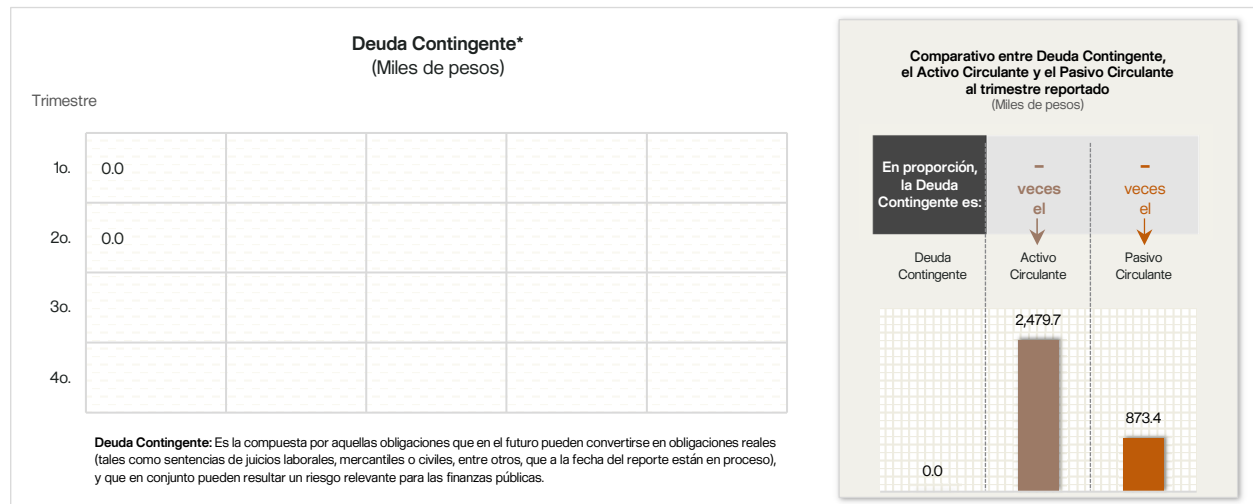 Deuda Contingente*
(Miles de pesos)
Trimestre
1o. 0.0
2o. 0.0
3o.
4o.
Deuda Contingente: Es la compuesta por aquellas obligaciones que en el futuro pueden convertirse en obligaciones reales
(tales como sentencias de juicios laborales, mercantiles o civiles, entre otros, que a la fecha del reporte están en proceso),
y que en conjunto pueden resultar un riesgo relevante para las finanzas públicas.
Comparativo entre Deuda Contingente,
el Activo Circulante y el Pasivo Circulante
al trimestre reportado
(Miles de pesos)
En proporción,
la Deuda
Contingente es:
–
veces
el
–
veces
el
Deuda
Contingente
Activo
Circulante
Pasivo
Circulante
0.0
2,479.7
873.4